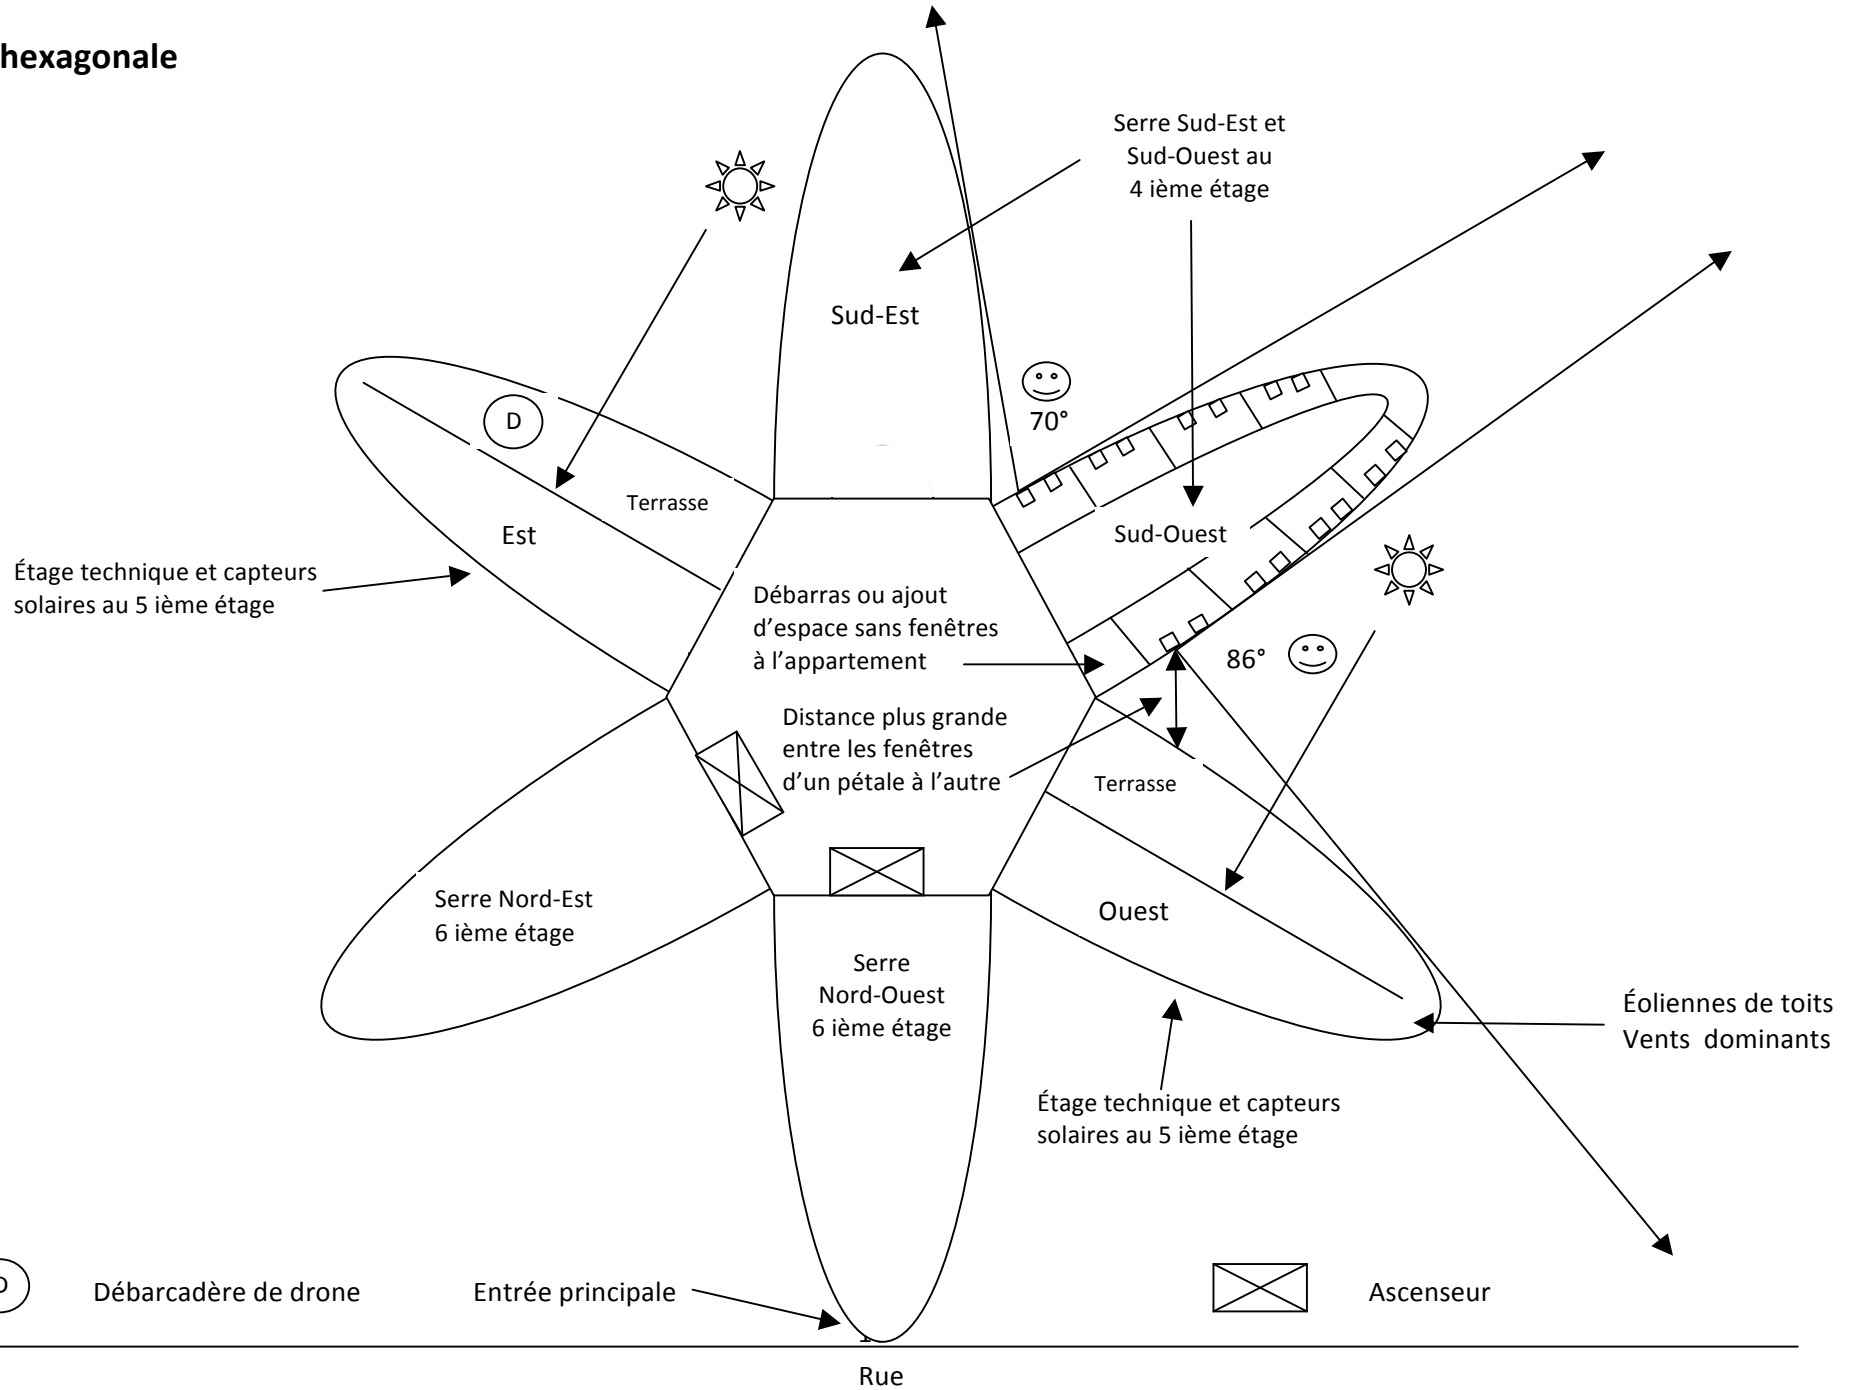 hexagonale
Serre Sud-Est et
Sud-Ouest au
4 ième étage
Sud-Est
70°
D
Terrasse
Est
Sud-Ouest
Étage technique et capteurs
solaires au 5 ième étage
Débarras ou ajout
d’espace sans fenêtres
à l’appartement
86°
Distance plus grande
entre les fenêtres
d’un pétale à l’autre
Terrasse
Serre Nord-Est
6 ième étage
Ouest
Serre
Nord-Ouest
6 ième étage
Éoliennes de toits
Vents dominants
Étage technique et capteurs
solaires au 5 ième étage
D
Débarcadère de drone
Entrée principale
Ascenseur
Rue